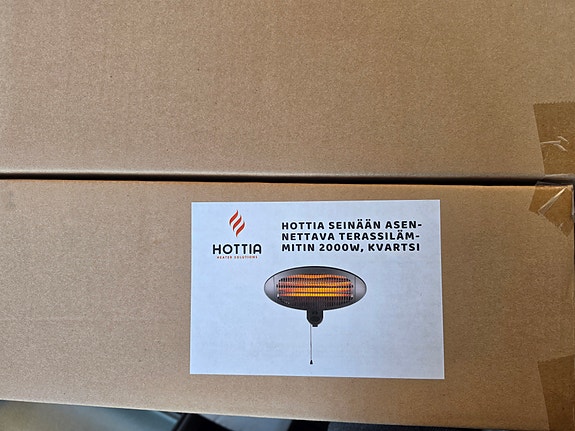 HOTTIA
HEATER SOLUTIONS
HOTTIA SEINÄÄN ASEN-
NETTAVA TERASSILÄM-
MITIN 2000W, KVARTSI